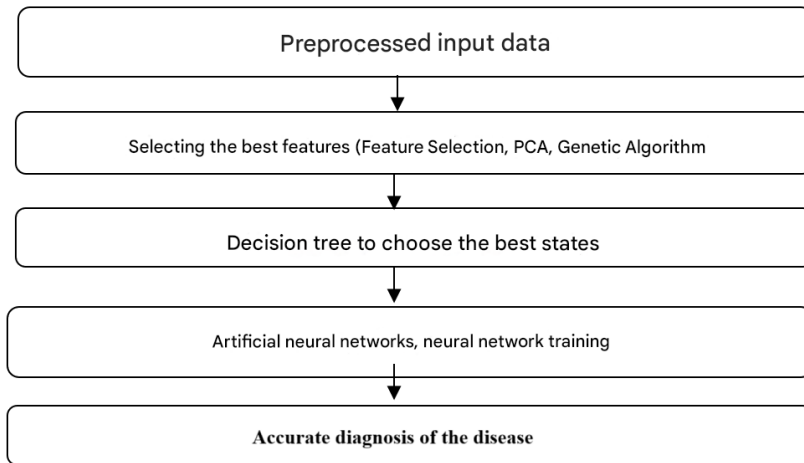 Preprocessed input data
Selecting the best features (Feature Selection, PCA, Genetic Algorithm
Decision tree to choose the best states
Artificial neural networks, neural network training
Accurate diagnosis of the disease